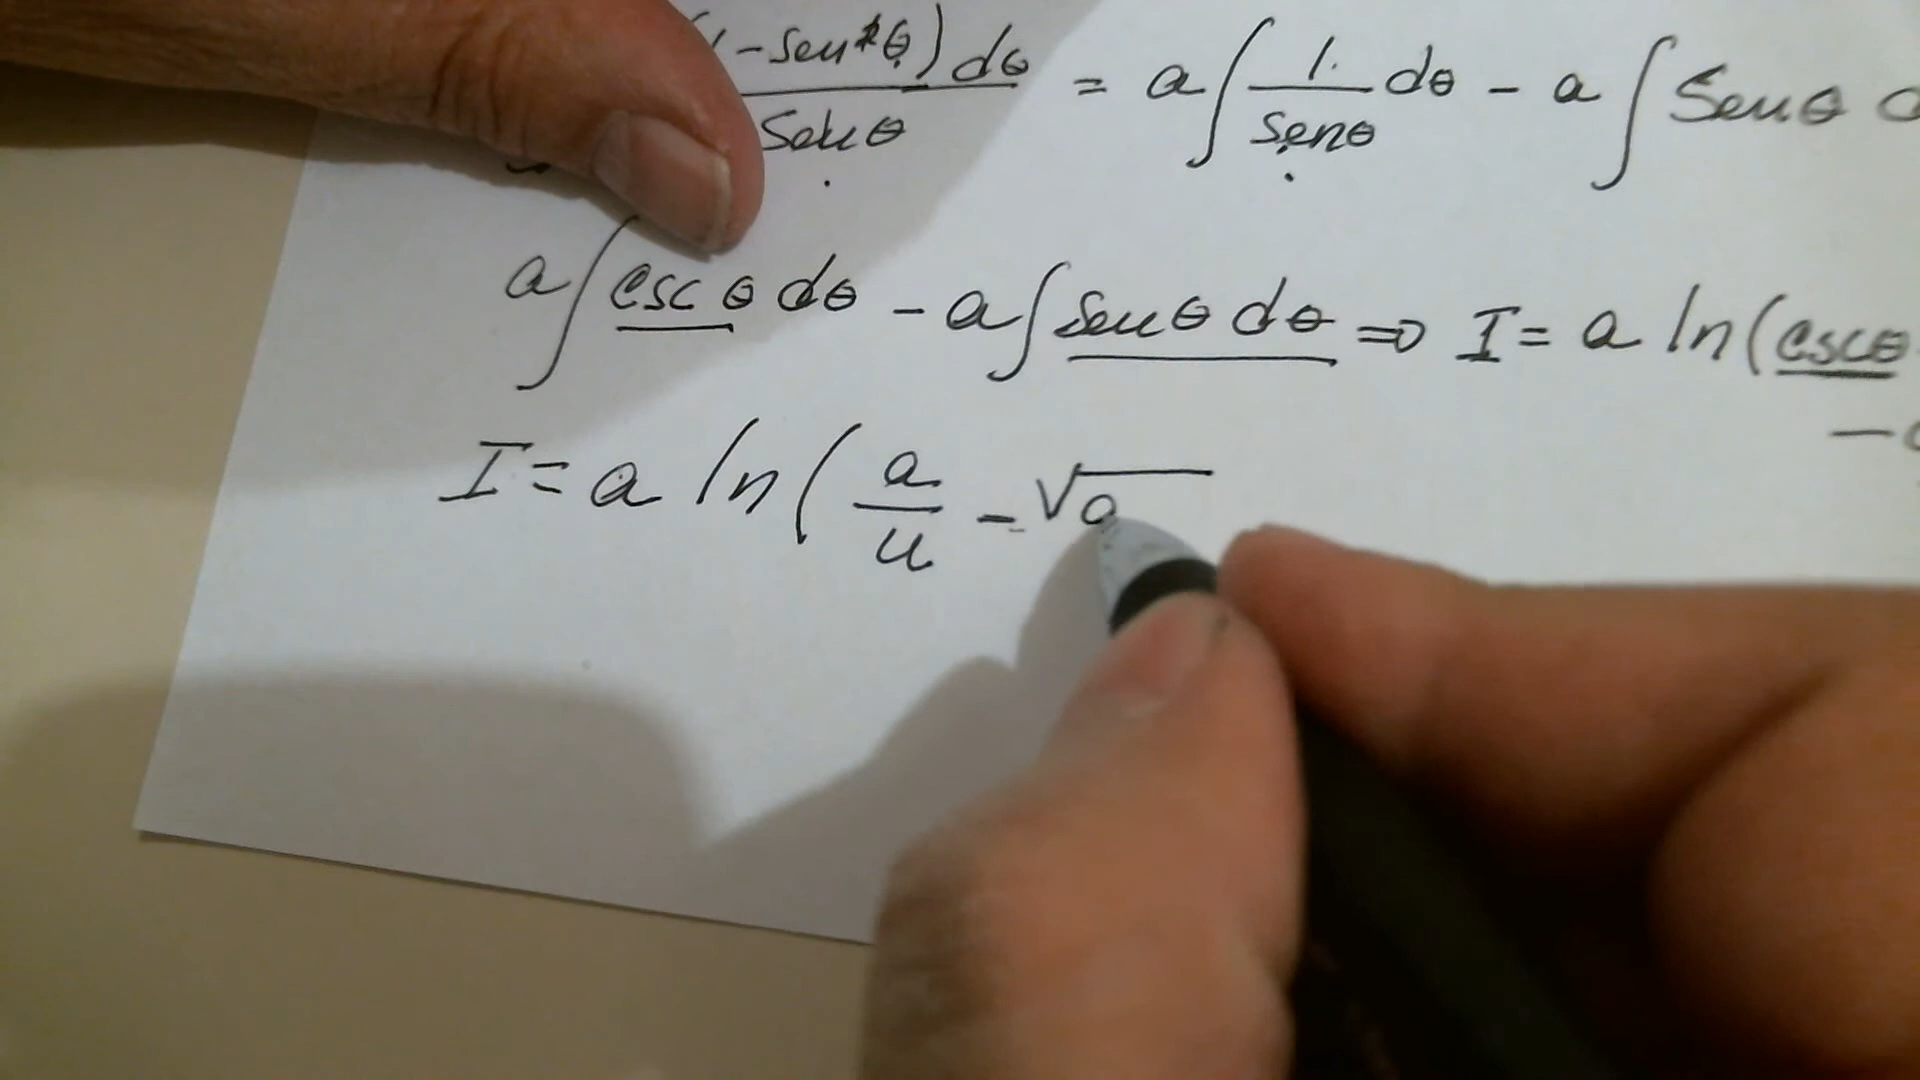 (1-sen²θ)dθ / senθ = a∫ 1/senθ dθ - a∫ senθ d
a∫ cscθ dθ - a∫ senθ dθ ⇒ I = a ln(cscθ
-
I = a ln( a/u - √a